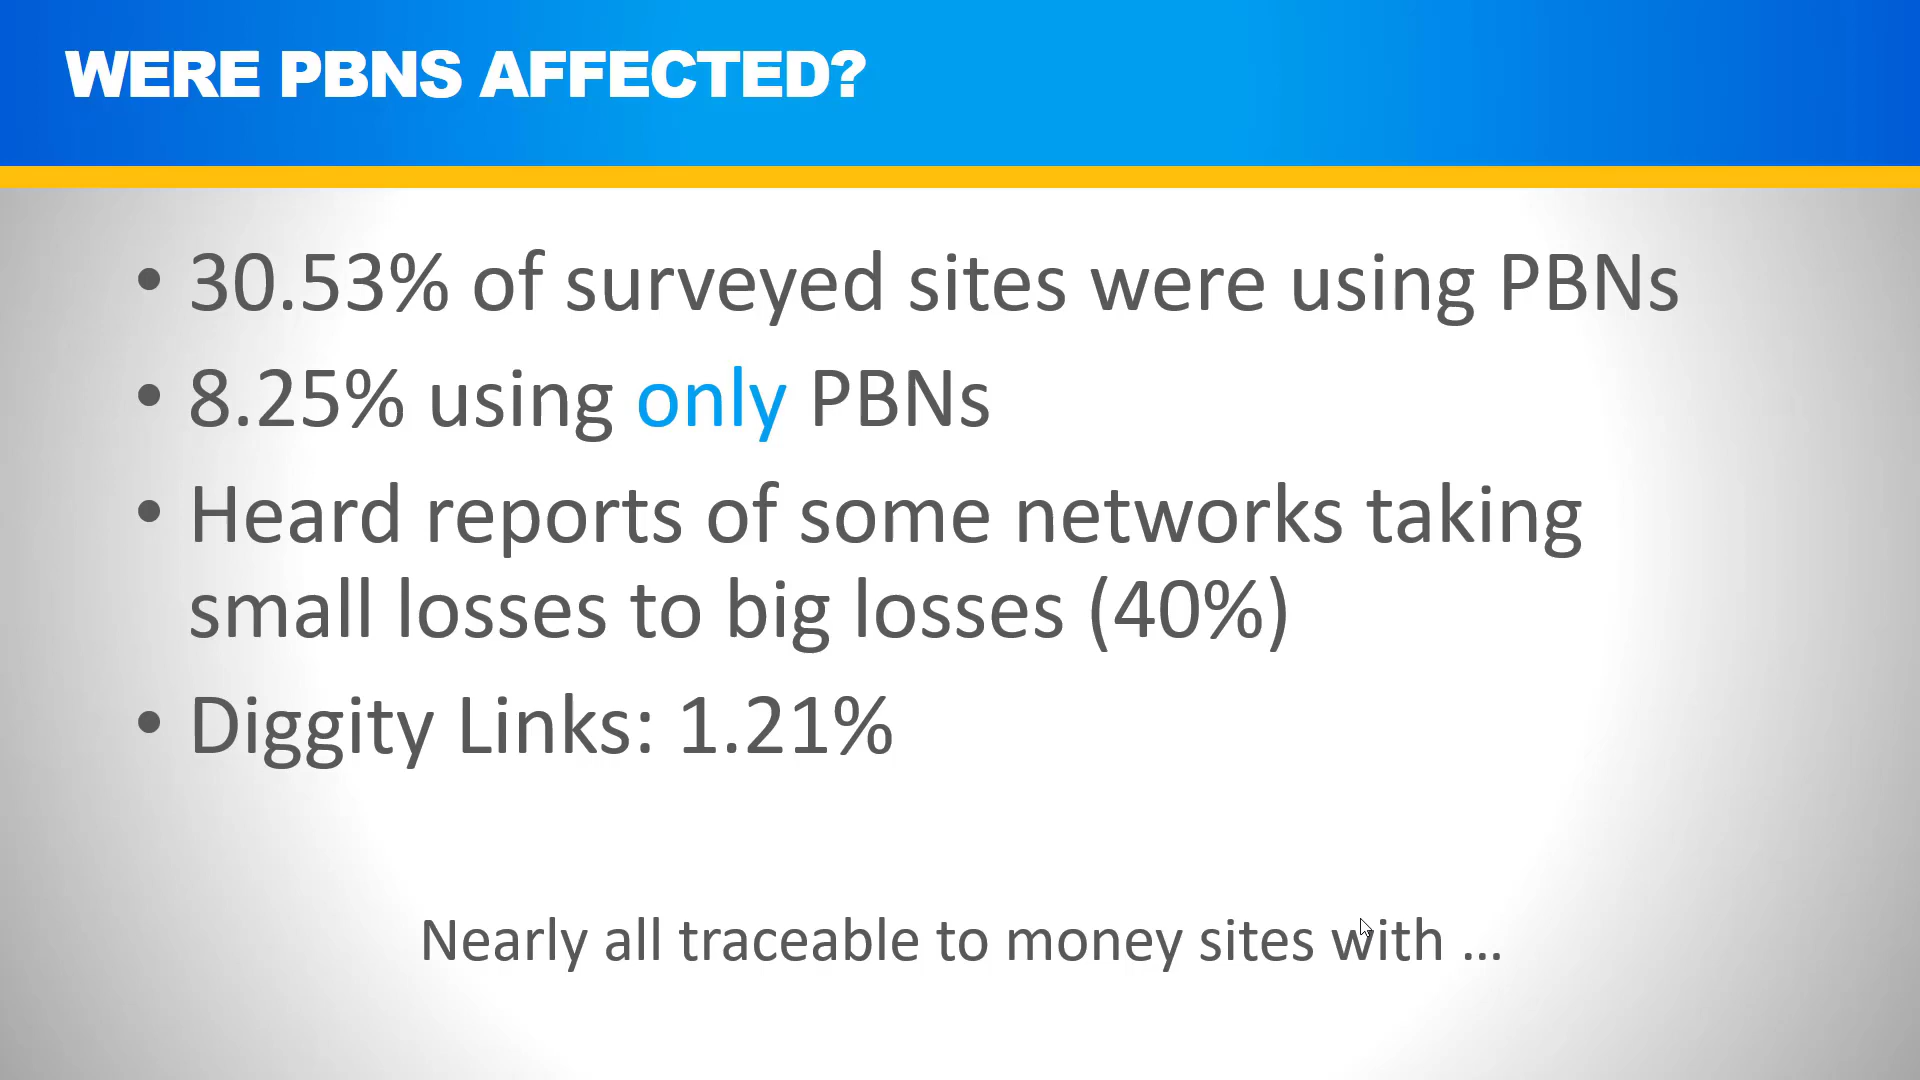 WERE PBNS AFFECTED?
• 30.53% of surveyed sites were using PBNs
• 8.25% using only PBNs
• Heard reports of some networks taking
small losses to big losses (40%)
• Diggity Links: 1.21%
Nearly all traceable to money sites with ...